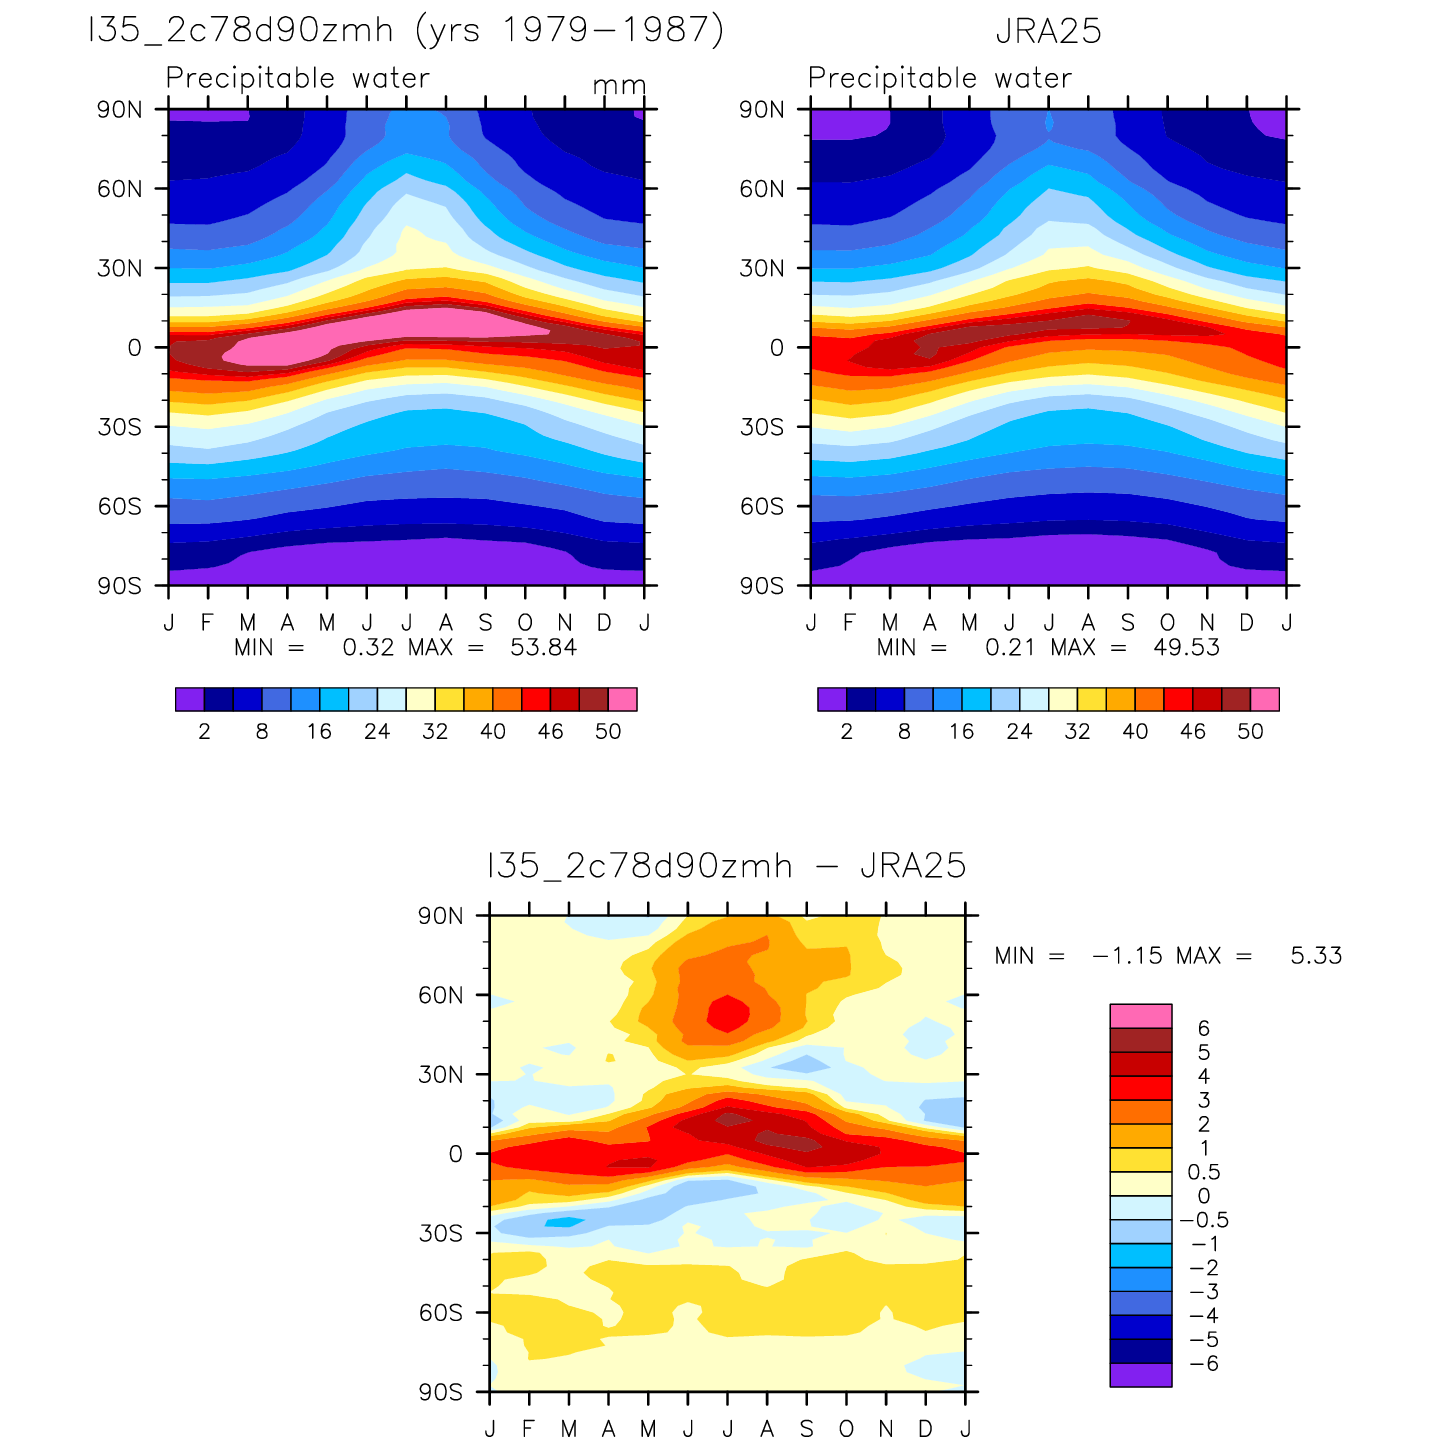 I35_2c78d90zmh (yrs 1979-1987)
JRA25
Precipitable water
mm
Precipitable water
90N
60N
30N
0
30S
60S
90S
J F M A M J J A S O N D J
MIN = 0.32 MAX = 53.84
2 8 16 24 32 40 46 50
90N
60N
30N
0
30S
60S
90S
J F M A M J J A S O N D J
MIN = 0.21 MAX = 49.53
2 8 16 24 32 40 46 50
I35_2c78d90zmh - JRA25
90N
60N
30N
0
30S
60S
90S
J F M A M J J A S O N D J
MIN = -1.15 MAX = 5.33
6
5
4
3
2
1
0.5
0
-0.5
-1
-2
-3
-4
-5
-6